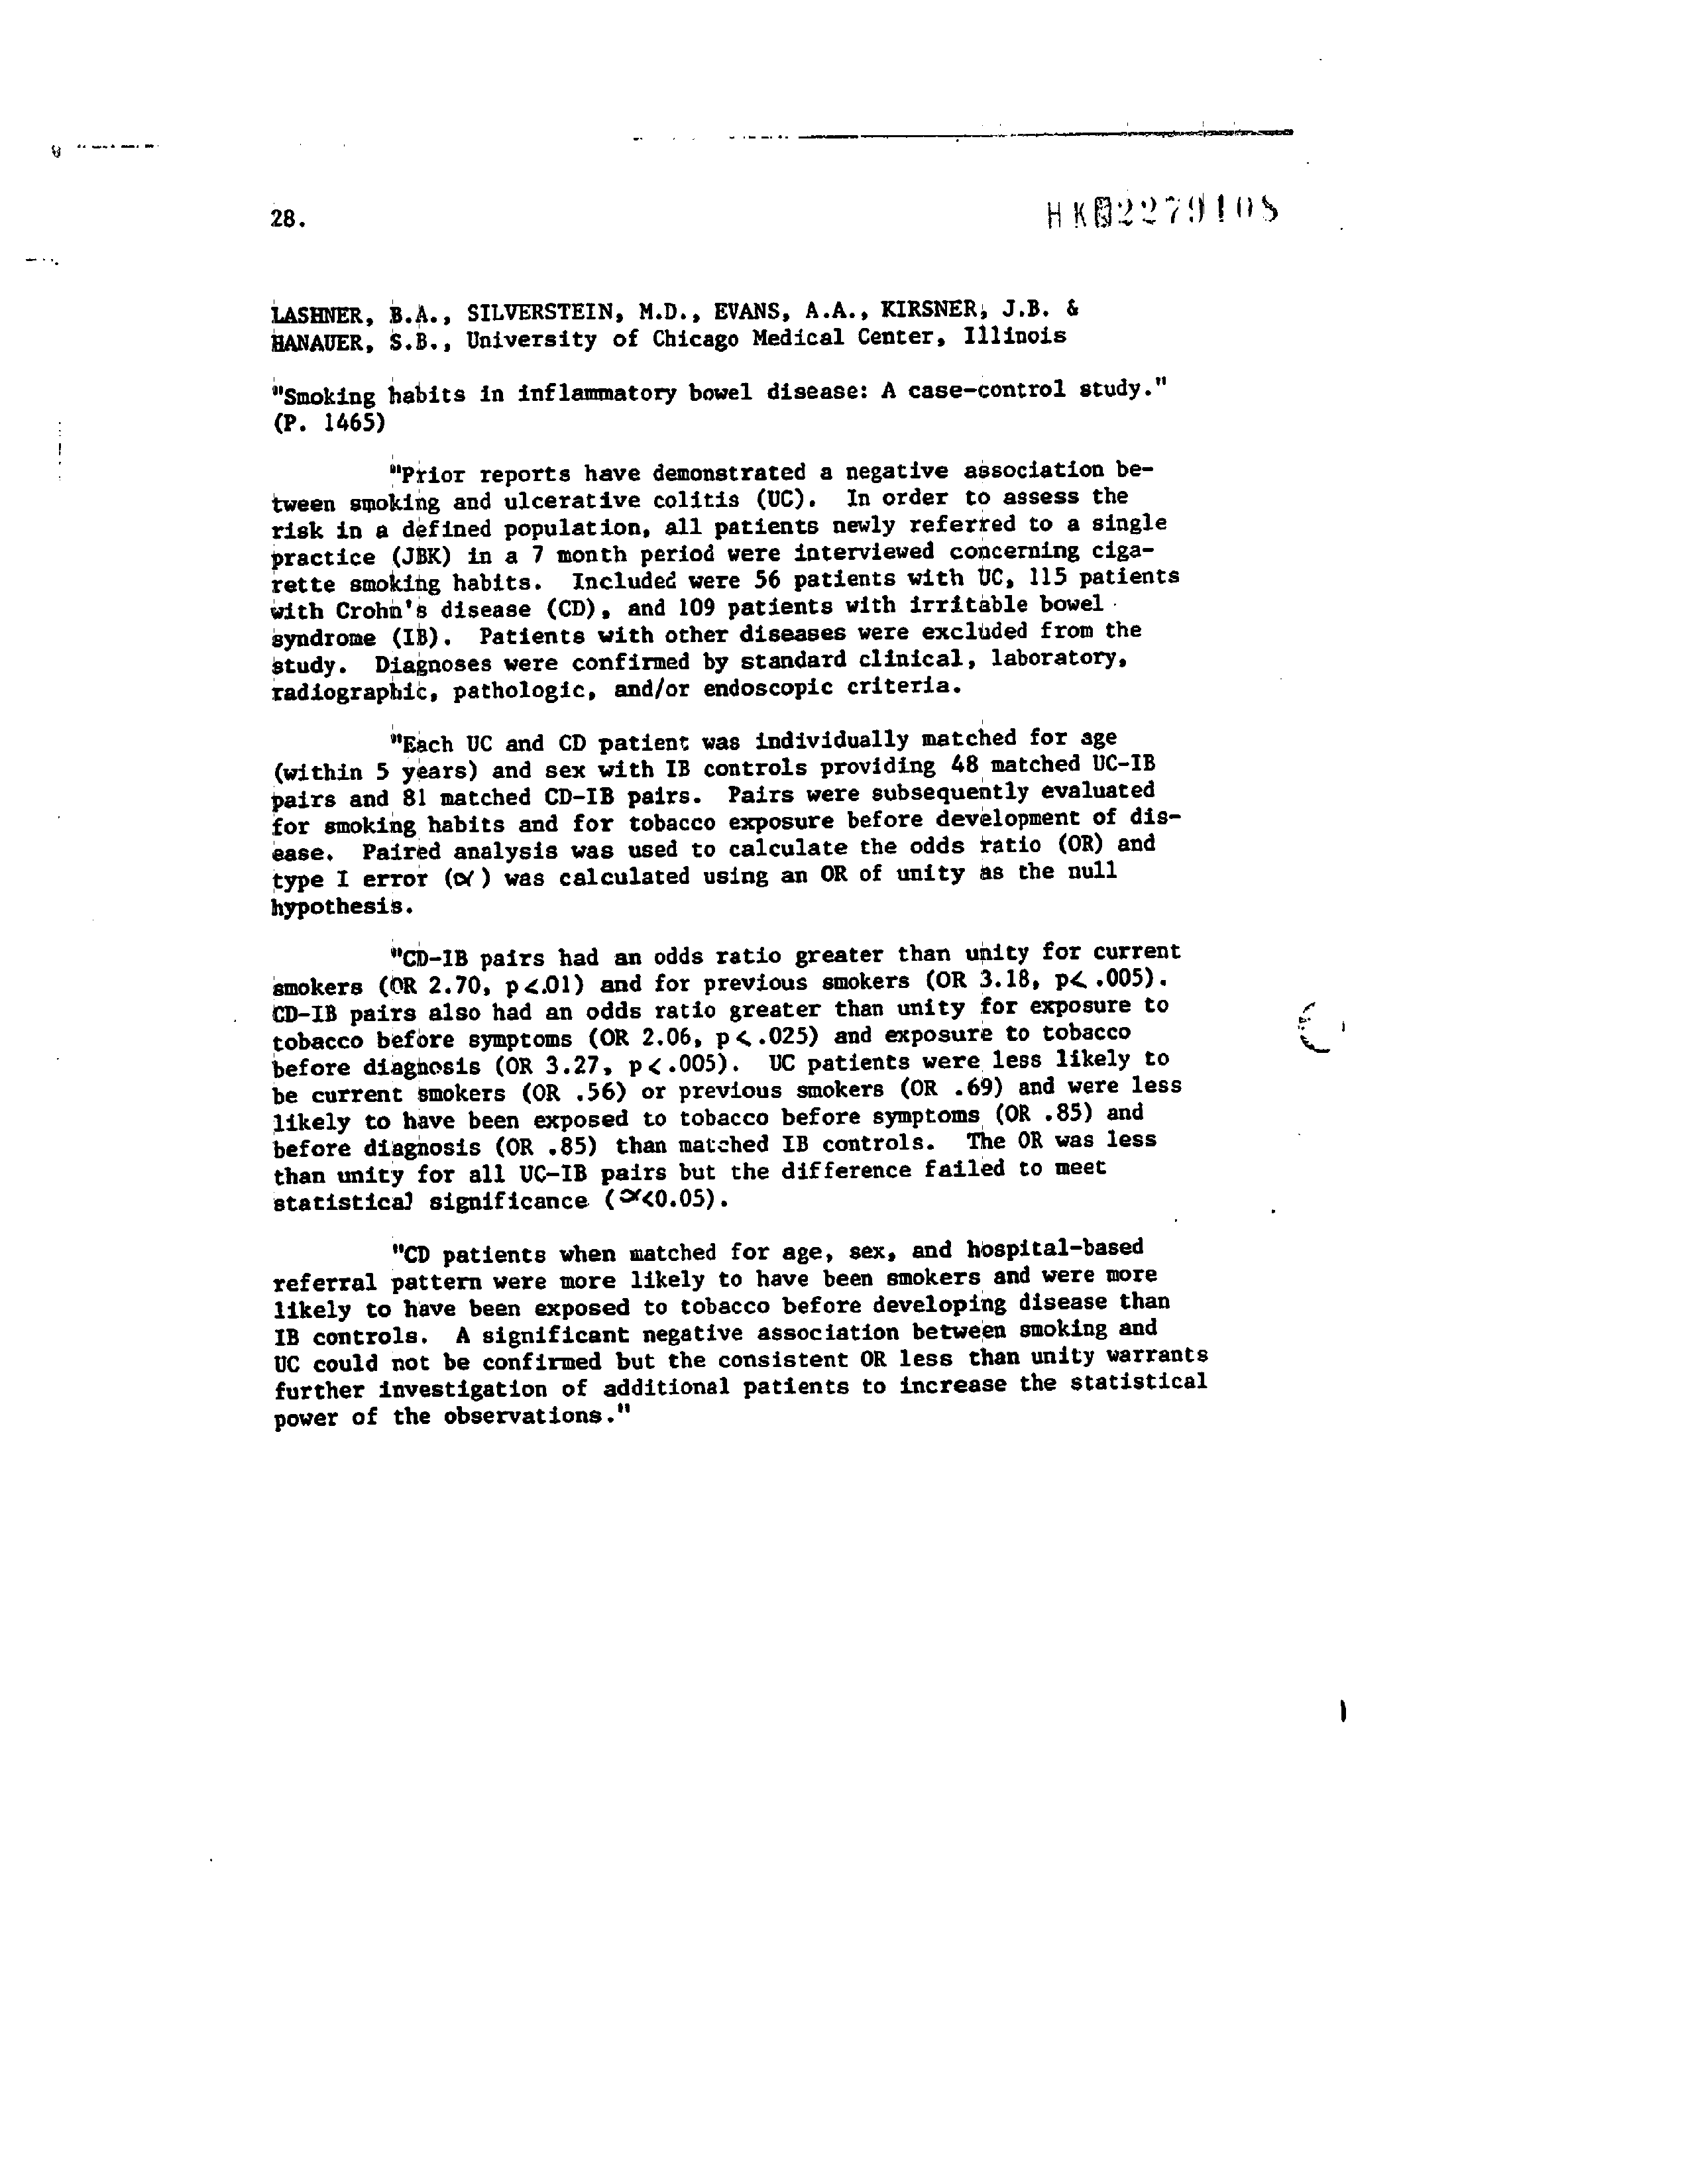 28.
LASHNER, B.A., SILVERSTEIN, M.D., EVANS, A.A., KIRSNER, J.B. &
HANAUER, S.B., University of Chicago Medical Center, Illinois
"Smoking habits in inflammatory bowel disease: A case-control study."
(P. 1465)
"Prior reports have demonstrated a negative association be-
tween smoking and ulcerative colitis (UC). In order to assess the
risk in a defined population, all patients newly referred to a single
practice (JBK) in a 7 month period were interviewed concerning ciga-
rette smoking habits. Included were 56 patients with UC, 115 patients
with Crohn's disease (CD), and 109 patients with irritable bowel
syndrome (IB). Patients with other diseases were excluded from the
study. Diagnoses were confirmed by standard clinical, laboratory,
radiographic, pathologic, and/or endoscopic criteria.
"Each UC and CD patient was individually matched for age
(within 5 years) and sex with IB controls providing 48 matched UC-IB
pairs and 81 matched CD-IB pairs. Pairs were subsequently evaluated
for smoking habits and for tobacco exposure before development of dis-
ease. Paired analysis was used to calculate the odds ratio (OR) and
type I error (α) was calculated using an OR of unity as the null
hypothesis.
"CD-IB pairs had an odds ratio greater than unity for current
smokers (OR 2.70, p<.01) and for previous smokers (OR 3.18, p< .005).
CD-IB pairs also had an odds ratio greater than unity for exposure to
tobacco before symptoms (OR 2.06, p<.025) and exposure to tobacco
before diagnosis (OR 3.27, p<.005). UC patients were less likely to
be current smokers (OR .56) or previous smokers (OR .69) and were less
likely to have been exposed to tobacco before symptoms (OR .85) and
before diagnosis (OR .85) than matched IB controls. The OR was less
than unity for all UC-IB pairs but the difference failed to meet
statistical significance (α<0.05).
"CD patients when matched for age, sex, and hospital-based
referral pattern were more likely to have been smokers and were more
likely to have been exposed to tobacco before developing disease than
IB controls. A significant negative association between smoking and
UC could not be confirmed but the consistent OR less than unity warrants
further investigation of additional patients to increase the statistical
power of the observations."